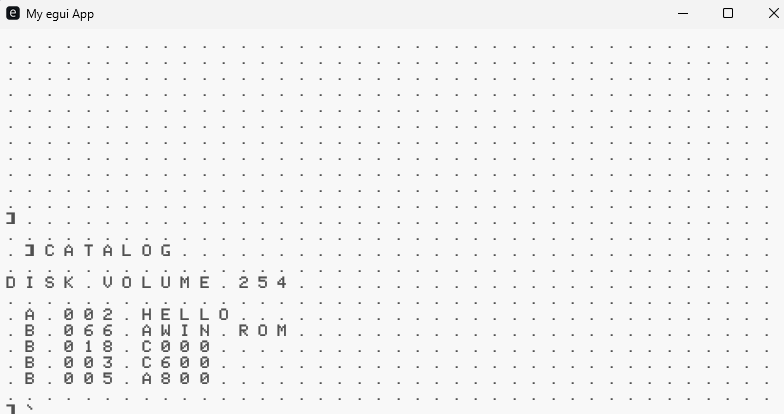 My egui App
]
]CATALOG
DISK.VOLUME.254
.A.002.HELLO
.B.066.AWIN.ROM
.B.018.C000
.B.003.C600
.B.005.A800
]`